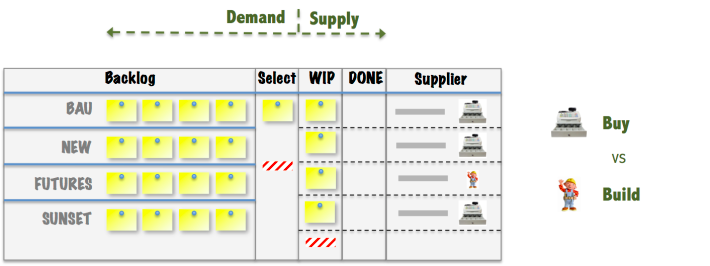 Demand Supply
Backlog Select WIP DONE Supplier
BAU
NEW
FUTURES
SUNSET
Buy
vs
Build